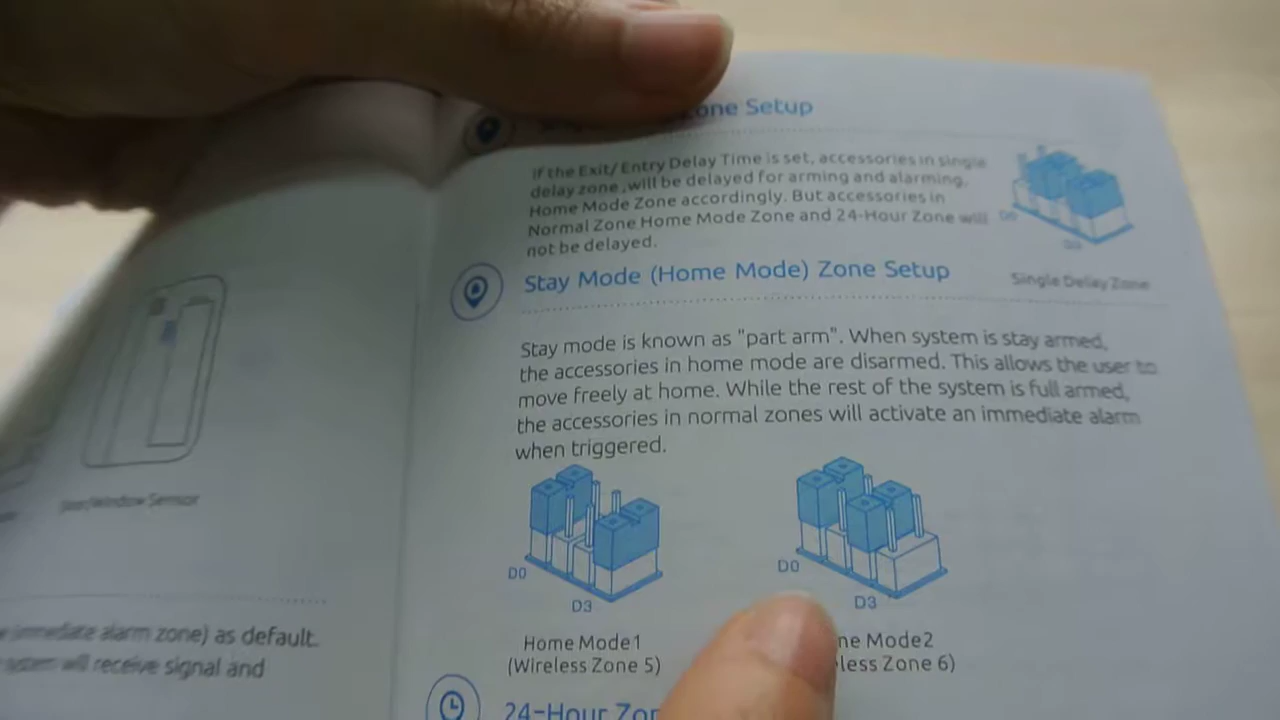 one Setup
If the Exit/ Entry Delay Time is set, accessories in single
delay zone ,will be delayed for arming and alarming.
Home Mode Zone accordingly. But accessories in
Normal Zone Home Mode Zone and 24-Hour Zone will
not be delayed.
D0
D3
Single Delay Zone
Stay Mode (Home Mode) Zone Setup
Stay mode is known as "part arm". When system is stay armed,
the accessories in home mode are disarmed. This allows the user to
move freely at home. While the rest of the system is full armed,
the accessories in normal zones will activate an immediate alarm
when triggered.
D0
D3
D0
D3
Home Mode1
(Wireless Zone 5)
ne Mode2
less Zone 6)
24-Hour Zon
Door/Window Sensor
immediate alarm zone) as default.
system will receive signal and